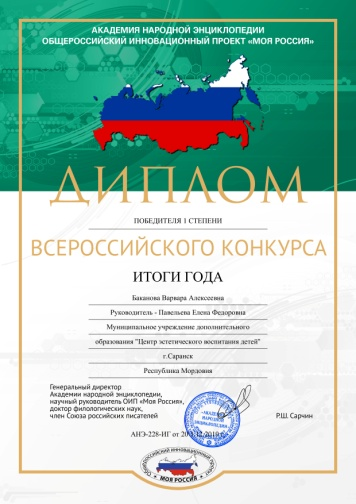 АКАДЕМИЯ НАРОДНОЙ ЭНЦИКЛОПЕДИИ
ОБЩЕРОССИЙСКИЙ ИННОВАЦИОННЫЙ ПРОЕКТ «МОЯ РОССИЯ»
ДИПЛОМ
ПОБЕДИТЕЛЯ 1 СТЕПЕНИ
ВСЕРОССИЙСКОГО КОНКУРСА
ИТОГИ ГОДА
Баканова Варвара Алексеевна
Руководитель - Павельева Елена Федоровна
Муниципальное учреждение дополнительного
образования "Центр эстетического воспитания детей"
г.Саранск
Республика Мордовия
Генеральный директор
Академии народной энциклопедии,
научный руководитель ОИП «Моя Россия»,
доктор филологических наук,
член Союза российских писателей
Р.Ш. Сарчин
«АКАДЕМИЯ
НАРОДНОЙ
ЭНЦИКЛОПЕДИИ»
АНЭ-228-ИГ от
ОБЩЕРОССИЙСКИЙ ИННОВАЦИОННЫЙ ПРОЕКТ
МОЯ РОССИЯ